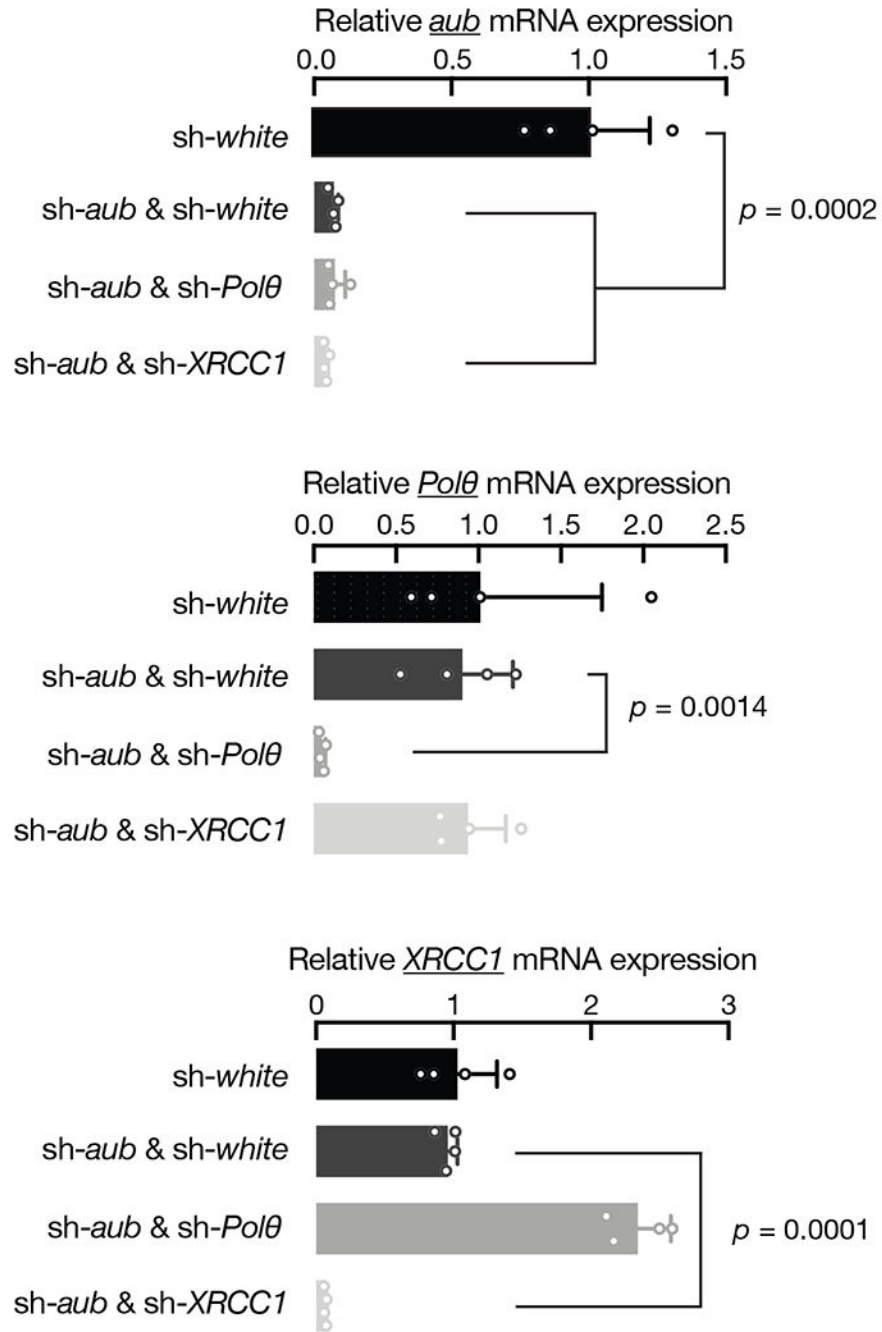 Relative aub mRNA expression
0.0 0.5 1.0 1.5
sh-white
sh-aub & sh-white
p = 0.0002
sh-aub & sh-Polθ
sh-aub & sh-XRCC1
Relative Polθ mRNA expression
0.0 0.5 1.0 1.5 2.0 2.5
sh-white
sh-aub & sh-white
p = 0.0014
sh-aub & sh-Polθ
sh-aub & sh-XRCC1
Relative XRCC1 mRNA expression
0 1 2 3
sh-white
sh-aub & sh-white
sh-aub & sh-Polθ
p = 0.0001
sh-aub & sh-XRCC1